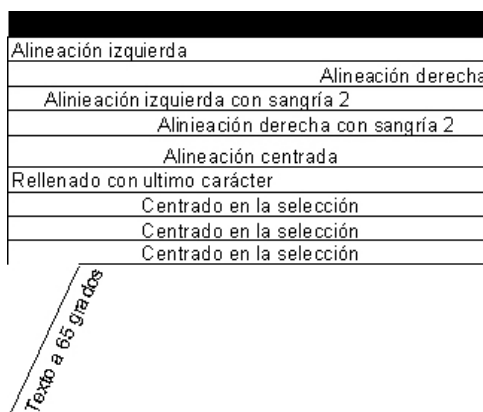 Alineación izquierda
Alineación derecha
Alinieación izquierda con sangría 2
Alinieación derecha con sangría 2
Alineación centrada
Rellenado con ultimo carácter
Centrado en la selección
Centrado en la selección
Centrado en la selección
Texto a 65 grados